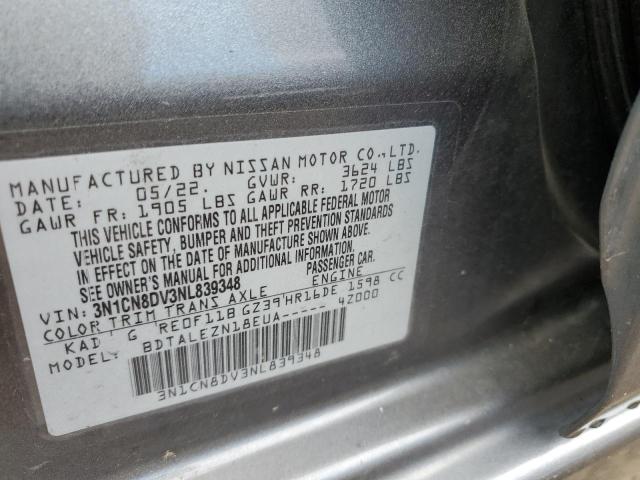 MANUFACTURED BY NISSAN MOTOR CO., LTD.
DATE: 05/22. GVWR: 3624 LBS
GAWR FR: 1905 LBS GAWR RR: 1720 LBS
THIS VEHICLE CONFORMS TO ALL APPLICABLE FEDERAL MOTOR
VEHICLE SAFETY, BUMPER AND THEFT PREVENTION STANDARDS
IN EFFECT ON THE DATE OF MANUFACTURE SHOWN ABOVE.
SEE OWNER'S MANUAL FOR ADDITIONAL INFORMATION.
VIN: 3N1CN8DV3NL839348 PASSENGER CAR.
COLOR TRIM TRANS AXLE ENGINE
KAD G RE0F11B GZ39 HR16DE 1598 CC
MODEL: BDTALEZN18EUA----- 4Z000
3N1CN8DV3NL839348